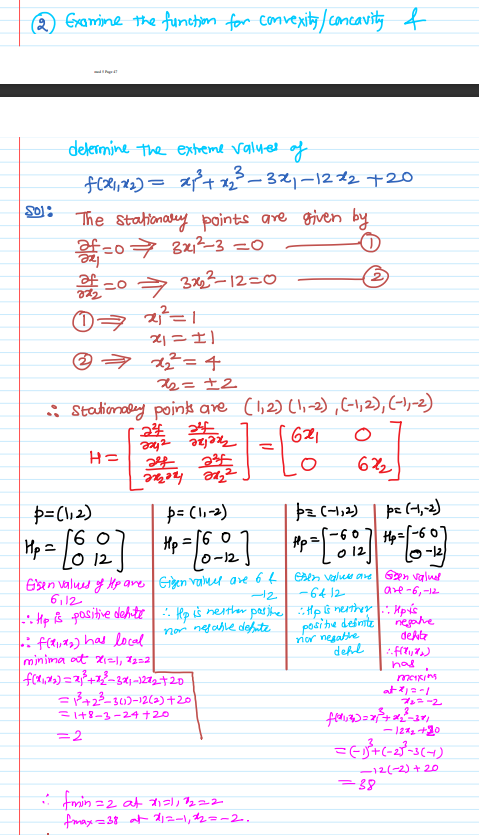 ② Examine the function for convexity/concavity &
unit 5 Page 47
determine the extreme values of
f(x₁,x₂) = x₁³+x₂³-3x₁-12x₂+20
Sol:
The stationary points are given by
∂f/∂x₁=0 ⇒ 3x₁²-3=0 ——— ①
∂f/∂x₂=0 ⇒ 3x₂²-12=0 ——— ②
① ⇒ x₁²=1
x₁=±1
② ⇒ x₂²=4
x₂=±2
∴ Stationary points are (1,2) (1,-2), (-1,2), (-1,-2)
H = [∂²f/∂x₁² ∂²f/∂x₁∂x₂; ∂²f/∂x₂∂x₁ ∂²f/∂x₂²] = [6x₁ 0; 0 6x₂]
p=(1,2)
Hp = [6 0; 0 12]
Eigen values of Hp are
6,12
∴ Hp is positive defnite
∴ f(x₁,x₂) has local
minima at x₁=1, x₂=2
f(x₁,x₂)=x₁³+x₂³-3x₁-12x₂+20
=1³+2³-3(1)-12(2)+20
=1+8-3-24+20
=2
p=(1,-2)
Hp = [6 0; 0 -12]
Eigen values are 6 &
-12
∴ Hp is neither positive
nor negative defnite
p=(-1,2)
Hp = [-6 0; 0 12]
Eigen values are
-6 & 12
∴ Hp is neither
positive definite
nor negative
p=(-1,-2)
Hp=[-6 0; 0 -12]
Eigen values
are -6,-12
∴ Hp is
negative
∴ f(x₁,x₂)
has
at x₁=-1
x₂=-2
f(x₁,x₂)=x₁³+x₂³-3x₁
-12x₂+20
=(-1)³+(-2)³-3(-1)
-12(-2)+20
=38
∴ fmin=2 at x₁=1, x₂=2
fmax=38 at x₁=-1, x₂=-2.